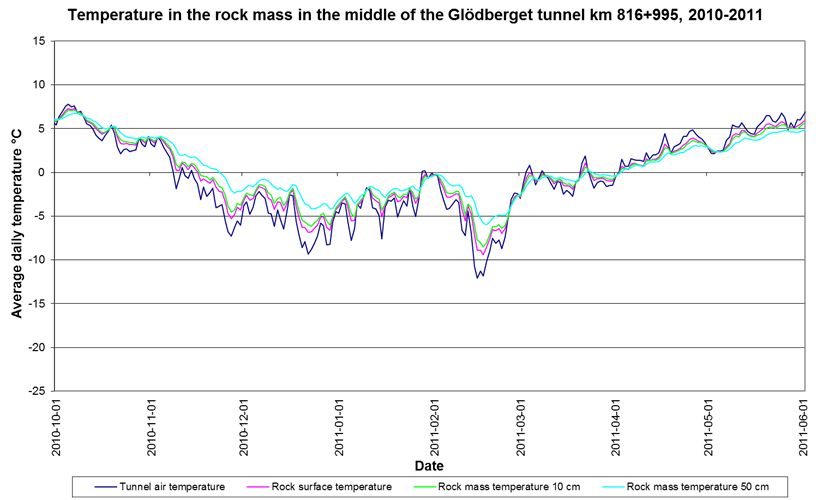 Temperature in the rock mass in the middle of the Glödberget tunnel km 816+995, 2010-2011
Average daily temperature °C
15
10
5
0
-5
-10
-15
-20
-25
2010-10-01
2010-11-01
2010-12-01
2011-01-01
2011-02-01
2011-03-01
2011-04-01
2011-05-01
2011-06-01
Date
Tunnel air temperature
Rock surface temperature
Rock mass temperature 10 cm
Rock mass temperature 50 cm